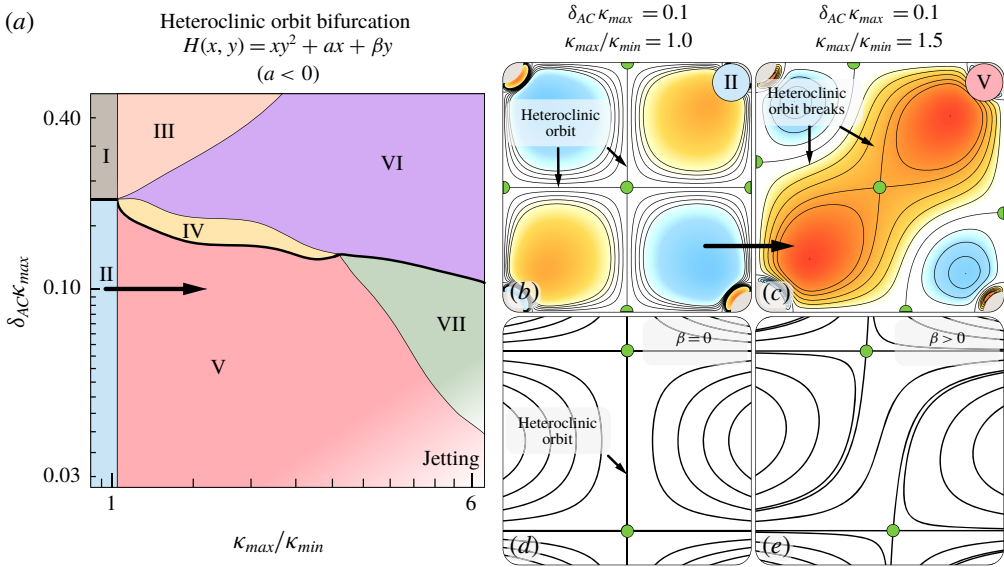 (a)
Heteroclinic orbit bifurcation
H(x, y) = xy² + ax + βy
(a < 0)
0.40
0.10
0.03
δ_AC κ_max
I
II
III
IV
V
VI
VII
Jetting
1
6
κ_max/κ_min
δ_AC κ_max = 0.1
κ_max/κ_min = 1.0
II
Heteroclinic
orbit
(b)
δ_AC κ_max = 0.1
κ_max/κ_min = 1.5
V
Heteroclinic
orbit breaks
(c)
β = 0
Heteroclinic
orbit
(d)
β > 0
(e)